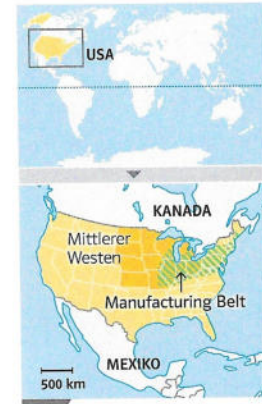 USA
KANADA
Mittlerer
Westen
Manufacturing Belt
MEXIKO
500 km